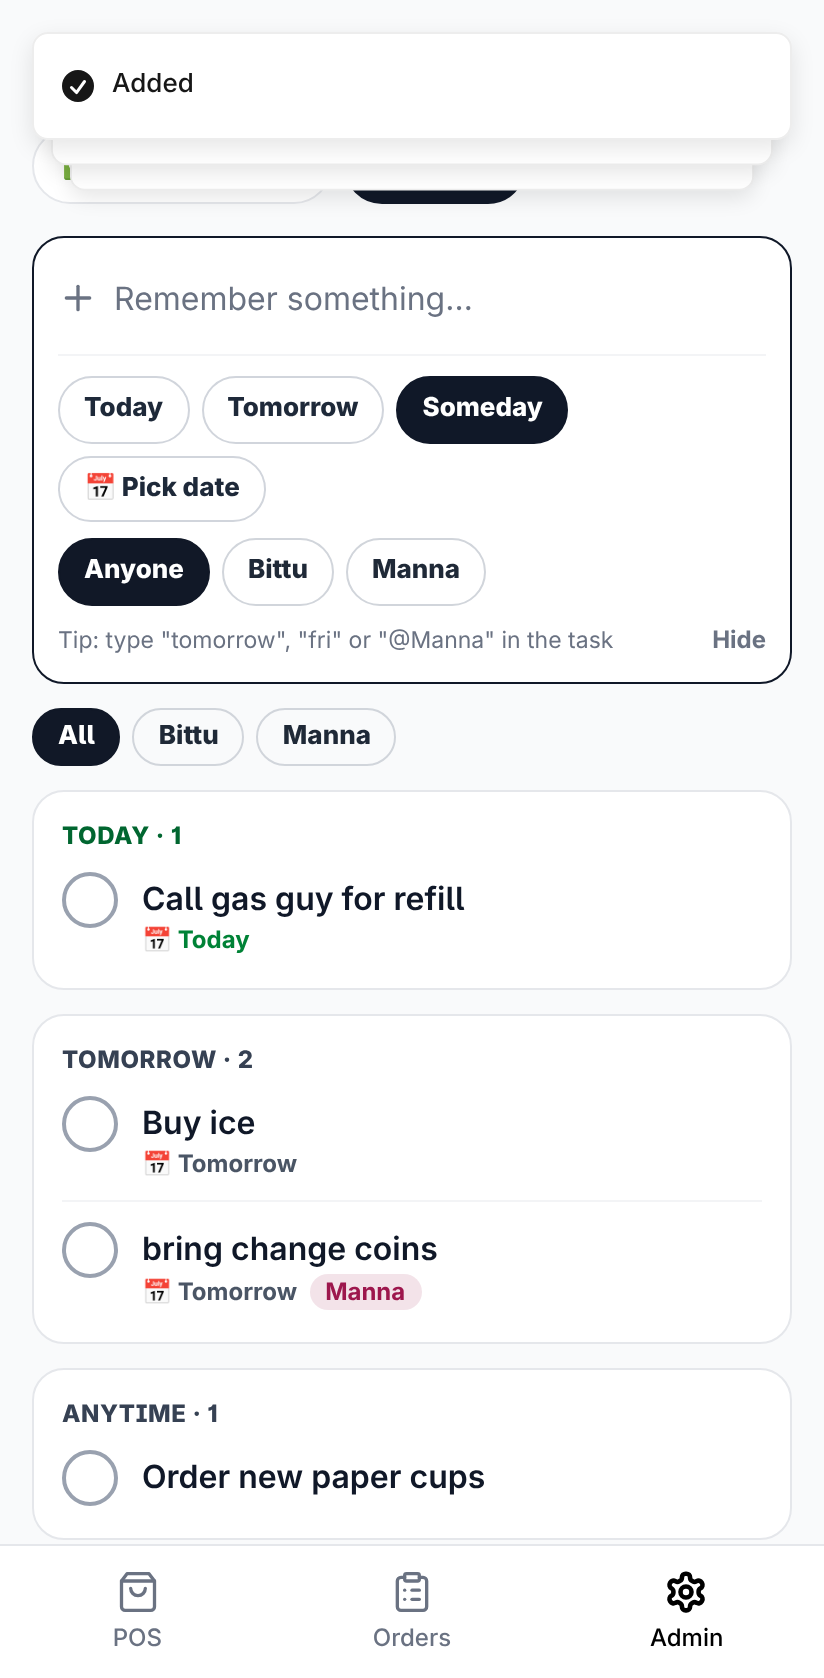 Added
Remember something...
Today Tomorrow Someday
📅 Pick date
Anyone Bittu Manna
Tip: type "tomorrow", "fri" or "@Manna" in the task Hide
All Bittu Manna
TODAY · 1
Call gas guy for refill
📅 Today
TOMORROW · 2
Buy ice
📅 Tomorrow
bring change coins
📅 Tomorrow Manna
ANYTIME · 1
Order new paper cups
POS Orders Admin